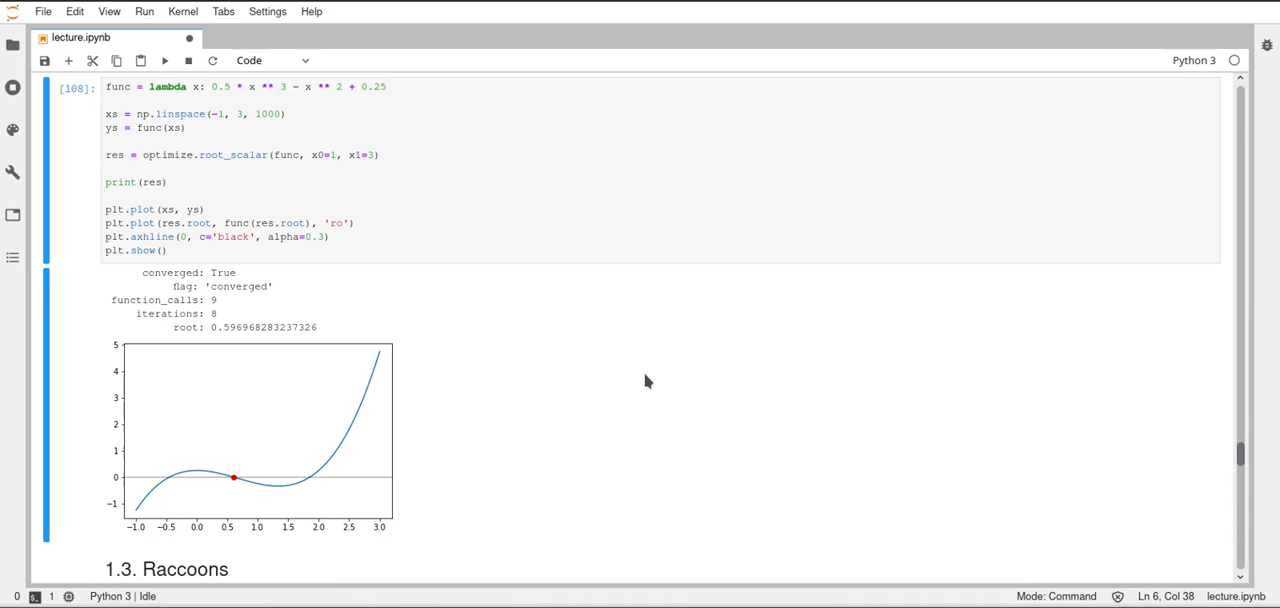 File Edit View Run Kernel Tabs Settings Help
lecture.ipynb
Code
Python 3
[108]:
func = lambda x: 0.5 * x ** 3 - x ** 2 + 0.25
xs = np.linspace(-1, 3, 1000)
ys = func(xs)
res = optimize.root_scalar(func, x0=1, x1=3)
print(res)
plt.plot(xs, ys)
plt.plot(res.root, func(res.root), 'ro')
plt.axhline(0, c='black', alpha=0.3)
plt.show()
converged: True
flag: 'converged'
function_calls: 9
iterations: 8
root: 0.596968283237326
5
4
3
2
1
0
−1
−1.0 −0.5 0.0 0.5 1.0 1.5 2.0 2.5 3.0
1.3. Raccoons
0 1 Python 3 | Idle Mode: Command Ln 6, Col 38 lecture.ipynb